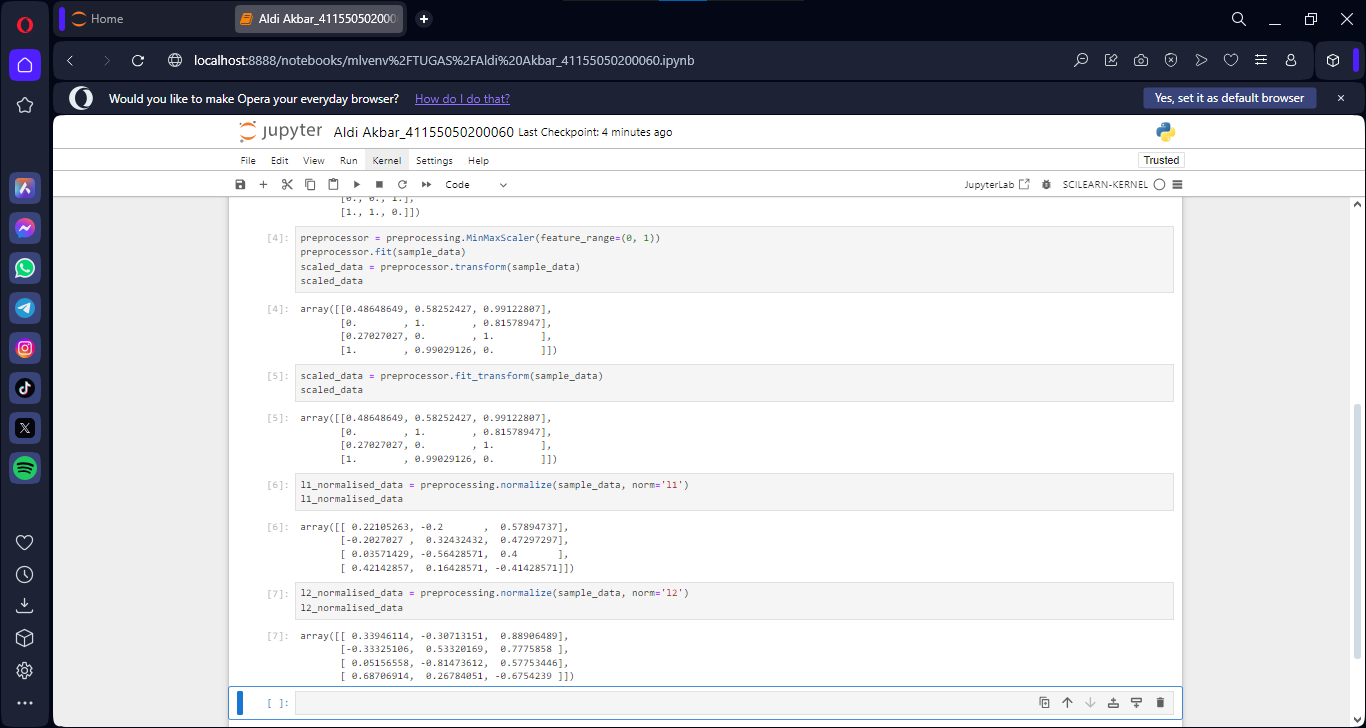 Home
Aldi Akbar_41155050200
localhost:8888/notebooks/mlvenv%2FTUGAS%2FAldi%20Akbar_41155050200060.ipynb
Would you like to make Opera your everyday browser? How do I do that?
Yes, set it as default browser
jupyter Aldi Akbar_41155050200060 Last Checkpoint: 4 minutes ago
File Edit View Run Kernel Settings Help
Trusted
Code
JupyterLab
SCILEARN-KERNEL
[0., 0., 1.],
[1., 1., 0.]])
[4]: preprocessor = preprocessing.MinMaxScaler(feature_range=(0, 1))
preprocessor.fit(sample_data)
scaled_data = preprocessor.transform(sample_data)
scaled_data
[4]: array([[0.48648649, 0.58252427, 0.99122807],
[0. , 1. , 0.81578947],
[0.27027027, 0. , 1. ],
[1. , 0.99029126, 0. ]])
[5]: scaled_data = preprocessor.fit_transform(sample_data)
scaled_data
[5]: array([[0.48648649, 0.58252427, 0.99122807],
[0. , 1. , 0.81578947],
[0.27027027, 0. , 1. ],
[1. , 0.99029126, 0. ]])
[6]: l1_normalised_data = preprocessing.normalize(sample_data, norm='l1')
l1_normalised_data
[6]: array([[ 0.22105263, -0.2 , 0.57894737],
[-0.2027027 , 0.32432432, 0.47297297],
[ 0.03571429, -0.56428571, 0.4 ],
[ 0.42142857, 0.16428571, -0.41428571]])
[7]: l2_normalised_data = preprocessing.normalize(sample_data, norm='l2')
l2_normalised_data
[7]: array([[ 0.33946114, -0.30713151, 0.88906489],
[-0.33325106, 0.53320169, 0.7775858 ],
[ 0.05156558, -0.81473612, 0.57753446],
[ 0.68706914, 0.26784051, -0.6754239 ]])
[ ]: